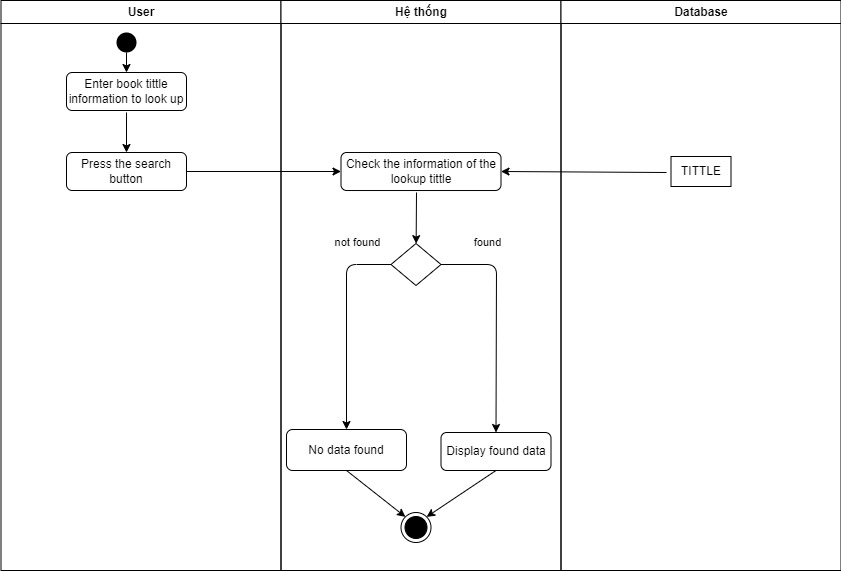 User
Hệ thống
Database
Enter book tittle
information to look up
Press the search
button
Check the information of the
lookup tittle
TITTLE
not found
found
No data found
Display found data